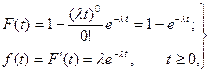 F(t) = 1 − (λt)⁰/0! e^{−λt} = 1 − e^{−λt},
f(t) = F'(t) = λe^{−λt},   t ≥ 0,